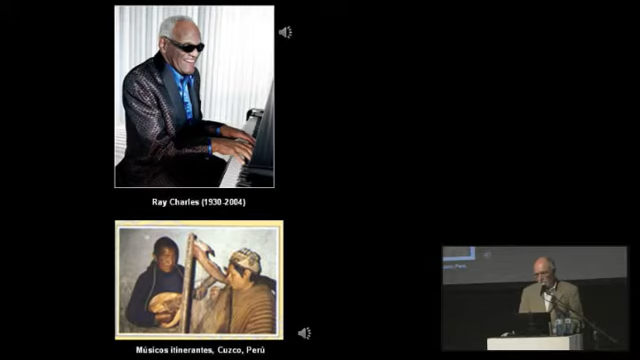 Ray Charles (1930-2004)
Músicos itinerantes, Cuzco, Perú